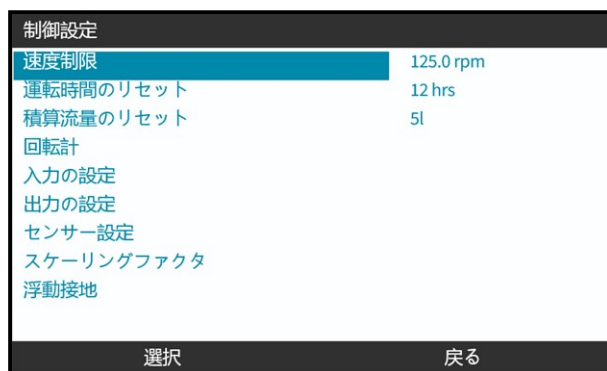 制御設定
速度制限 125.0 rpm
運転時間のリセット 12 hrs
積算流量のリセット 5l
回転計
入力の設定
出力の設定
センサー設定
スケーリングファクタ
浮動接地
選択 戻る